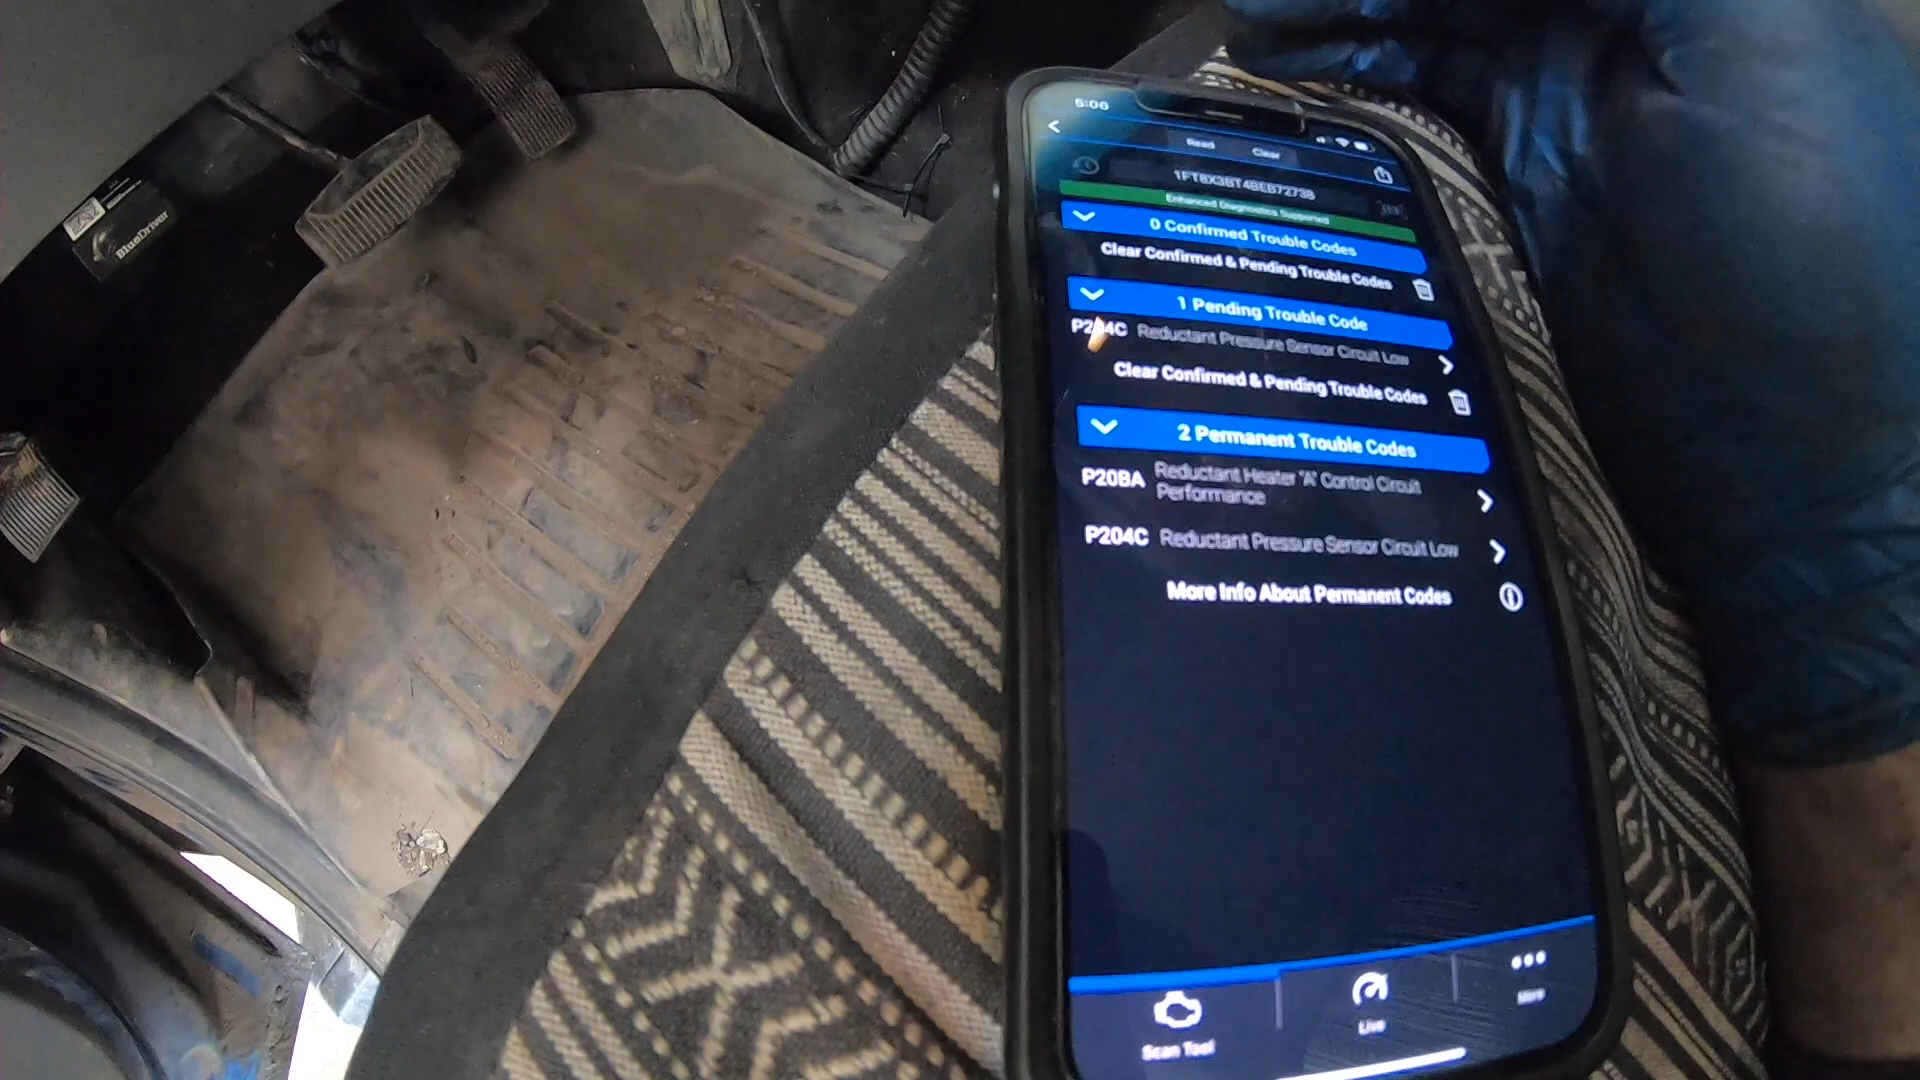 5:06
Read Clear
1FT8X3BT4BEB72738
Enhanced Diagnostics Supported
0 Confirmed Trouble Codes
Clear Confirmed & Pending Trouble Codes
1 Pending Trouble Code
P204C Reductant Pressure Sensor Circuit Low
Clear Confirmed & Pending Trouble Codes
2 Permanent Trouble Codes
P20BA Reductant Heater "A" Control Circuit
Performance
P204C Reductant Pressure Sensor Circuit Low
More Info About Permanent Codes
Scan Tool
Live
More
BlueDriver